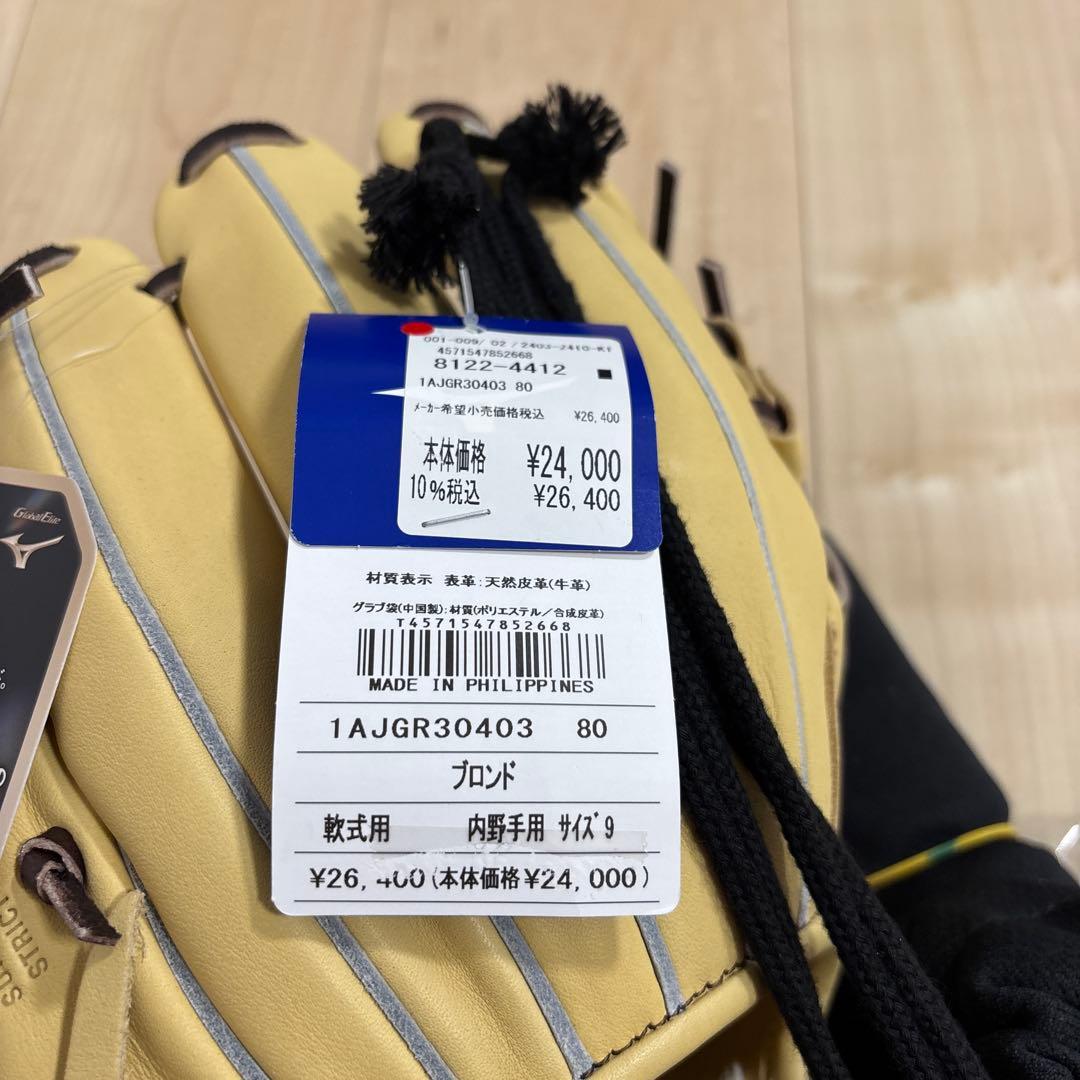 001-009/ 02 / 2403-2410-KT
4571547852668
8122-4412 ■
1AJGR30403 80
メーカー希望小売価格税込 ¥26,400
本体価格 ¥24,000
10%税込 ¥26,400
材質表示 表革:天然皮革(牛革)
グラブ袋(中国製):材質(ポリエステル/合成皮革)
T4571547852668
MADE IN PHILIPPINES
1AJGR30403 80
ブロンド
軟式用 内野手用 サイズ9
¥26,400(本体価格¥24,000)
GlobalElite
STRICT